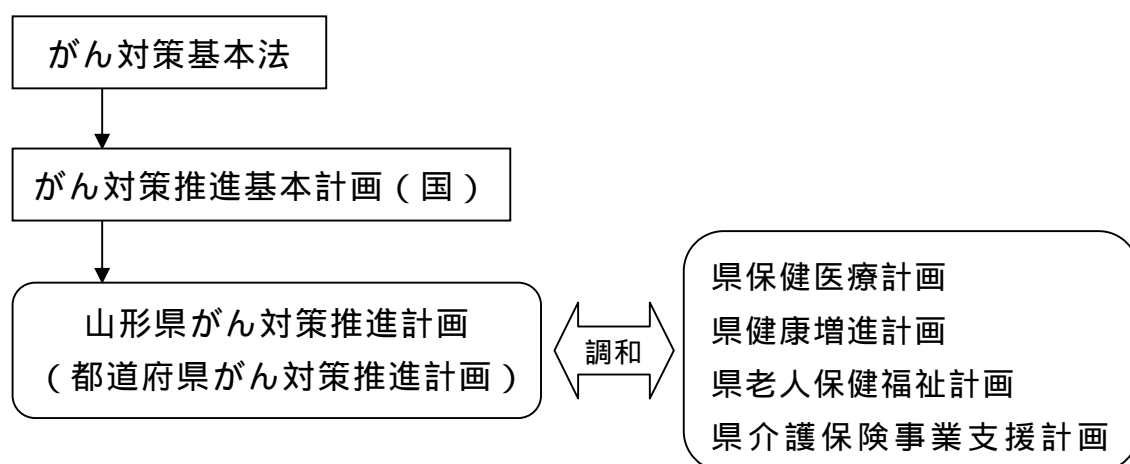 がん対策基本法
がん対策推進基本計画(国)
山形県がん対策推進計画
(都道府県がん対策推進計画)
調和
県保健医療計画
県健康増進計画
県老人保健福祉計画
県介護保険事業支援計画